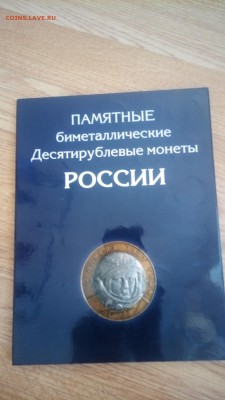 COINS.LAVE.RU
ПАМЯТНЫЕ
биметаллические
Десятирублевые монеты
РОССИИ